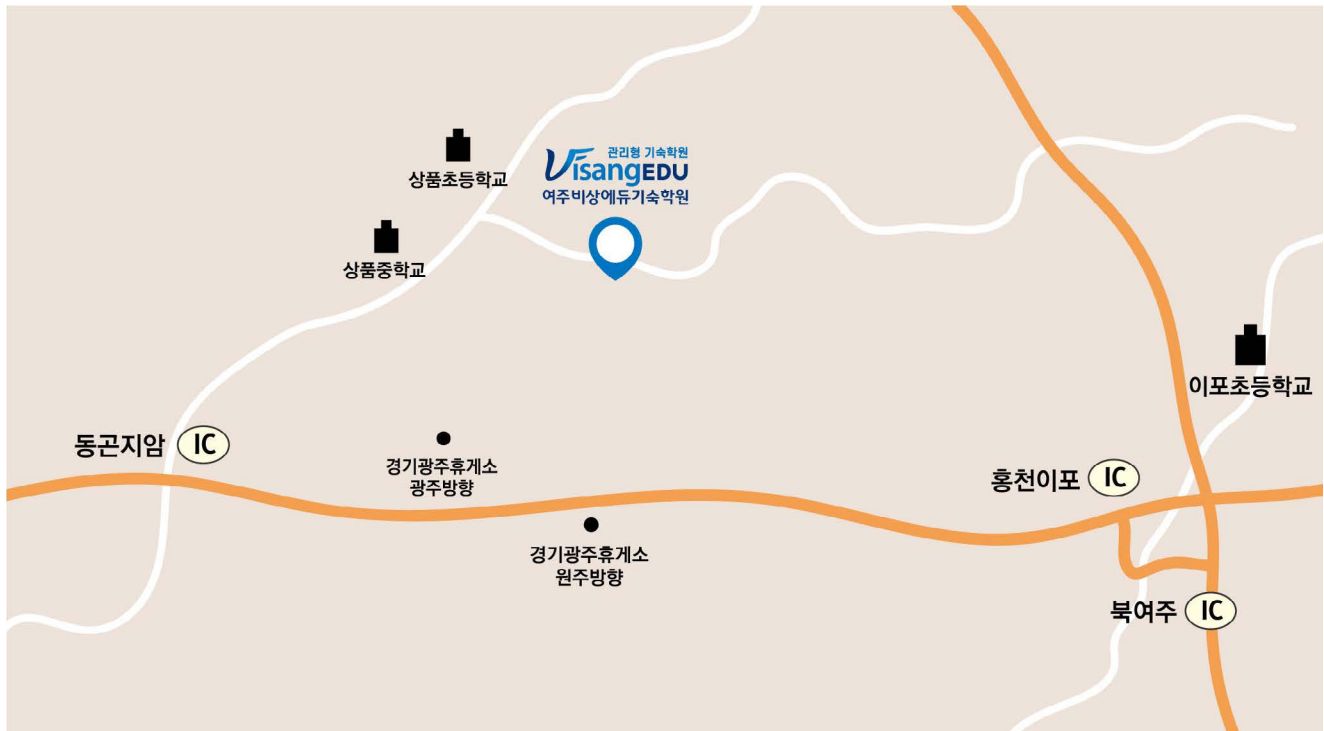 상품초등학교
관리형 기숙학원
VisangEDU
여주비상에듀기숙학원
상품중학교
이포초등학교
동곤지암 IC
경기광주휴게소
광주방향
홍천이포 IC
경기광주휴게소
원주방향
북여주 IC